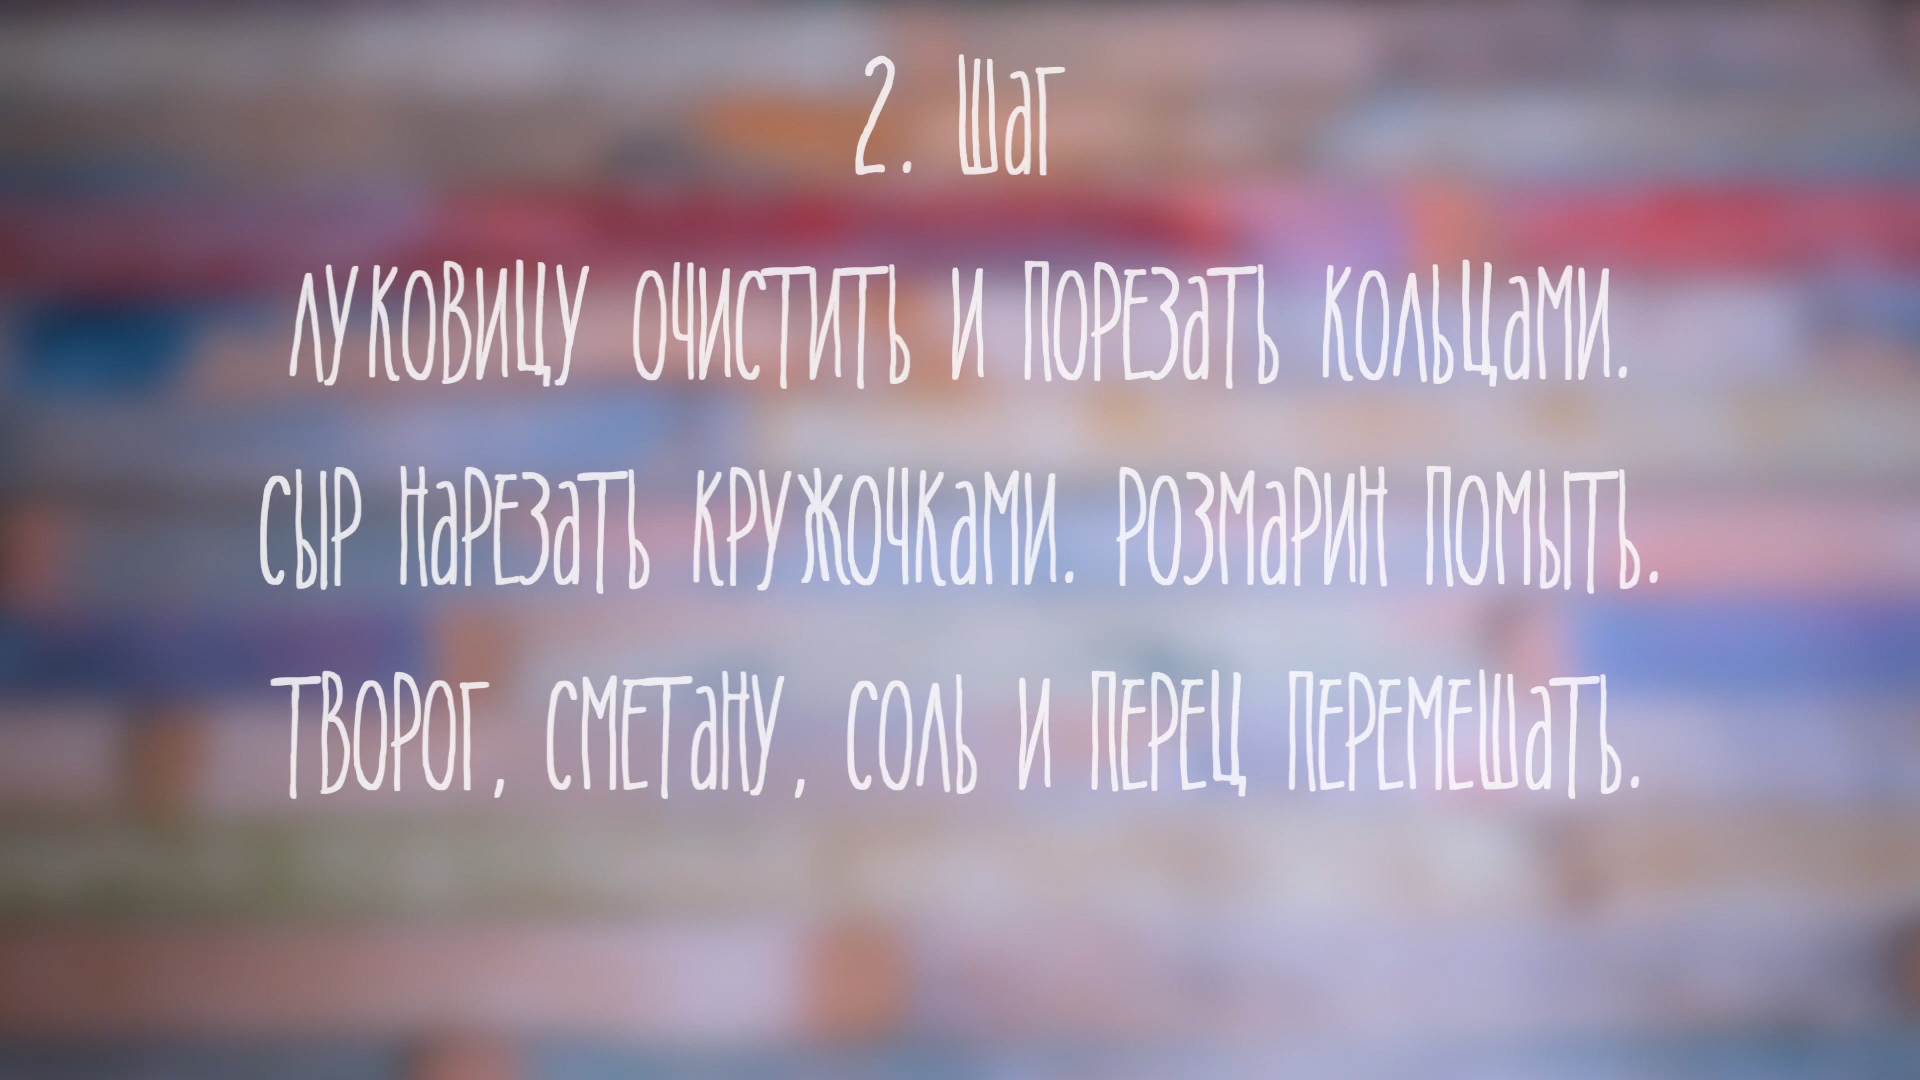 2. Шаг
Луковицу очистить и порезать кольцами.
Сыр нарезать кружочками. Розмарин помыть.
Творог, сметану, соль и перец перемешать.